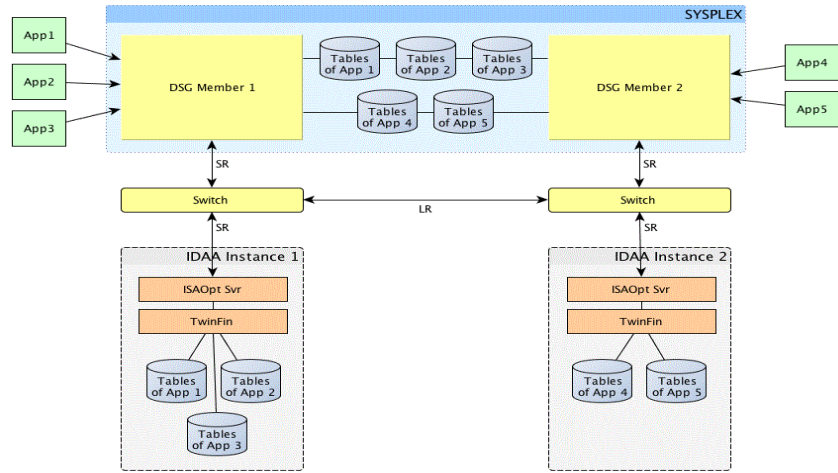 SYSPLEX
App1
App2
App3
DSG Member 1
Tables
of App 1
Tables
of App 2
Tables
of App 3
Tables
of App 4
Tables
of App 5
DSG Member 2
App4
App5
SR
SR
Switch
LR
Switch
SR
SR
IDAA Instance 1
ISAOpt Svr
TwinFin
Tables
of App 1
Tables
of App 2
Tables
of App 3
IDAA Instance 2
ISAOpt Svr
TwinFin
Tables
of App 4
Tables
of App 5